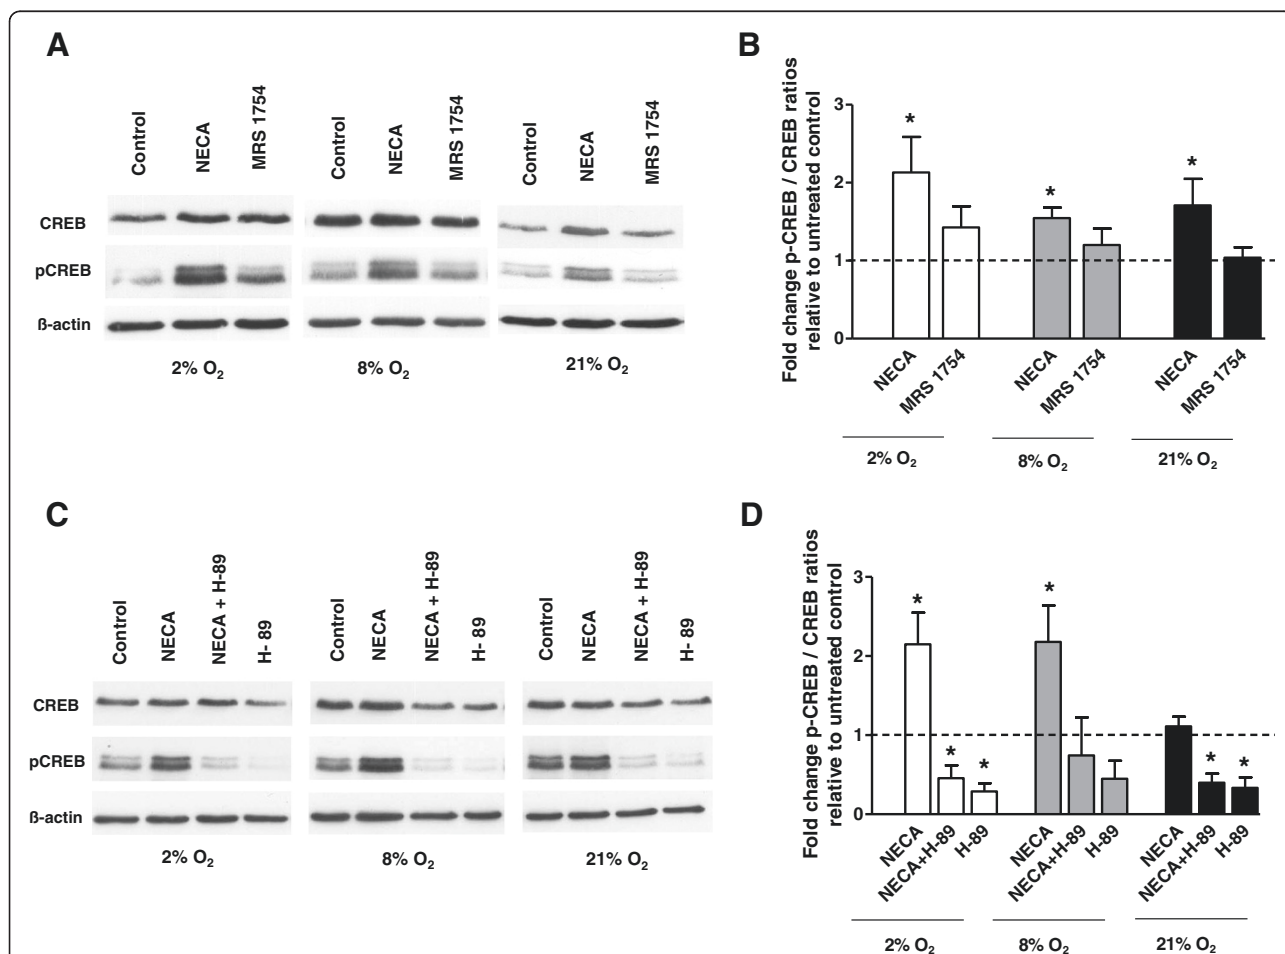 A
Control
NECA
MRS 1754
Control
NECA
MRS 1754
Control
NECA
MRS 1754
CREB
pCREB
ß-actin
2% O₂
8% O₂
21% O₂
B
Fold change p-CREB / CREB ratios
relative to untreated control
3
2
1
0
*
*
*
NECA
MRS 1754
NECA
MRS 1754
NECA
MRS 1754
2% O₂
8% O₂
21% O₂
C
Control
NECA
NECA + H-89
H- 89
Control
NECA
NECA + H-89
H- 89
Control
NECA
NECA + H-89
H- 89
CREB
pCREB
ß-actin
2% O₂
8% O₂
21% O₂
D
Fold change p-CREB / CREB ratios
relative to untreated control
3
2
1
0
*
*
*
*
*
*
NECA
NECA+H-89
H-89
NECA
NECA+H-89
H-89
NECA
NECA+H-89
H-89
2% O₂
8% O₂
21% O₂